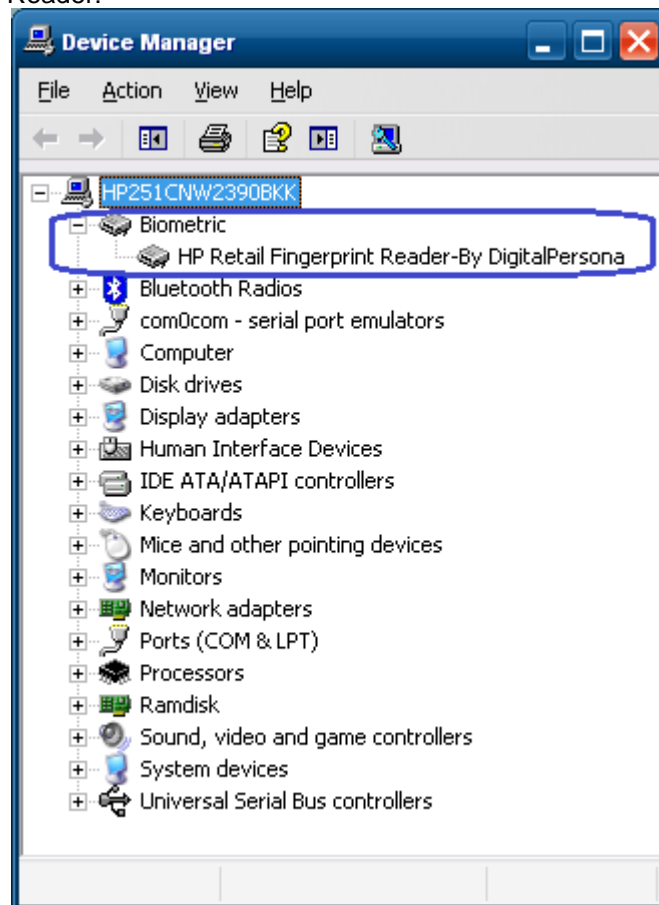 Reader.
Device Manager
File Action View Help
HP251CNW2390BKK
Biometric
HP Retail Fingerprint Reader-By DigitalPersona
Bluetooth Radios
com0com - serial port emulators
Computer
Disk drives
Display adapters
Human Interface Devices
IDE ATA/ATAPI controllers
Keyboards
Mice and other pointing devices
Monitors
Network adapters
Ports (COM & LPT)
Processors
Ramdisk
Sound, video and game controllers
System devices
Universal Serial Bus controllers